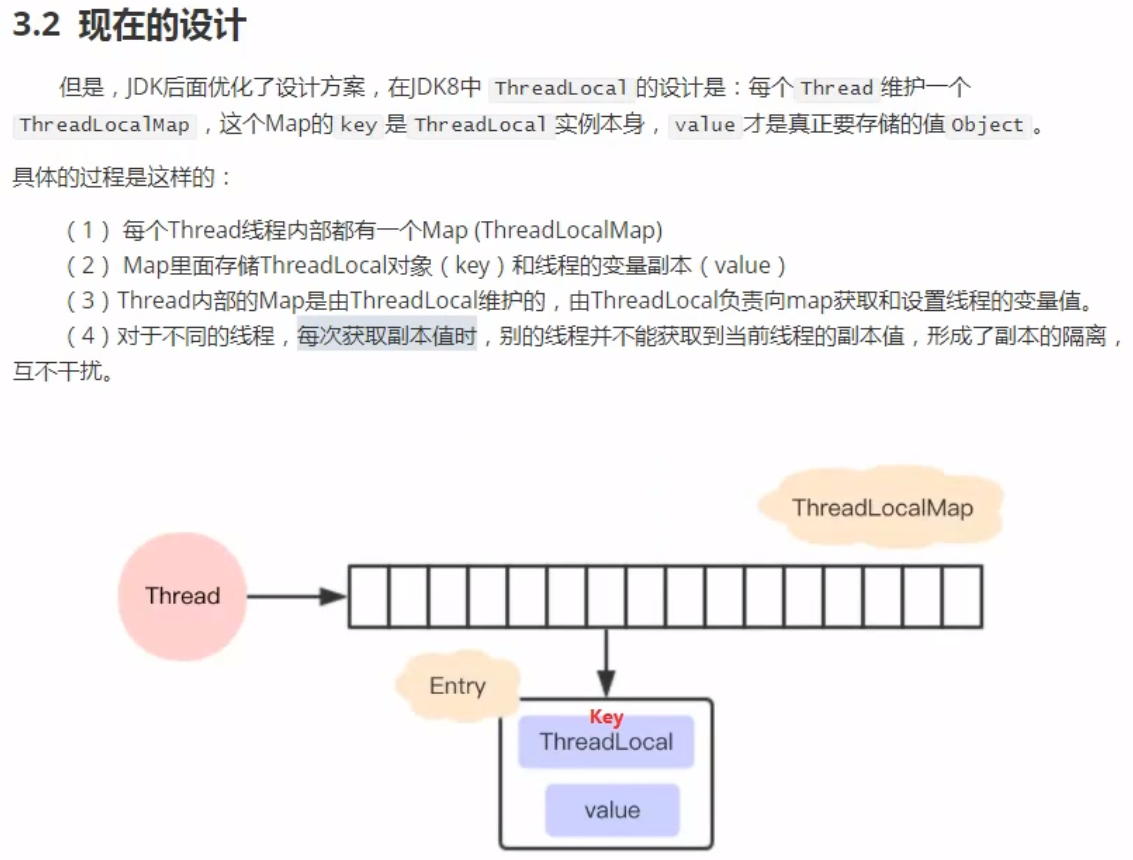 3.2 现在的设计
但是，JDK后面优化了设计方案，在JDK8中 ThreadLocal 的设计是：每个 Thread 维护一个
ThreadLocalMap ，这个Map的 key 是 ThreadLocal 实例本身， value 才是真正要存储的值 Object 。
具体的过程是这样的：
（1） 每个Thread线程内部都有一个Map (ThreadLocalMap)
（2） Map里面存储ThreadLocal对象（key）和线程的变量副本（value）
（3）Thread内部的Map是由ThreadLocal维护的，由ThreadLocal负责向map获取和设置线程的变量值。
（4）对于不同的线程，每次获取副本值时，别的线程并不能获取到当前线程的副本值，形成了副本的隔离，
互不干扰。
ThreadLocalMap
Thread
Entry
Key
ThreadLocal
value